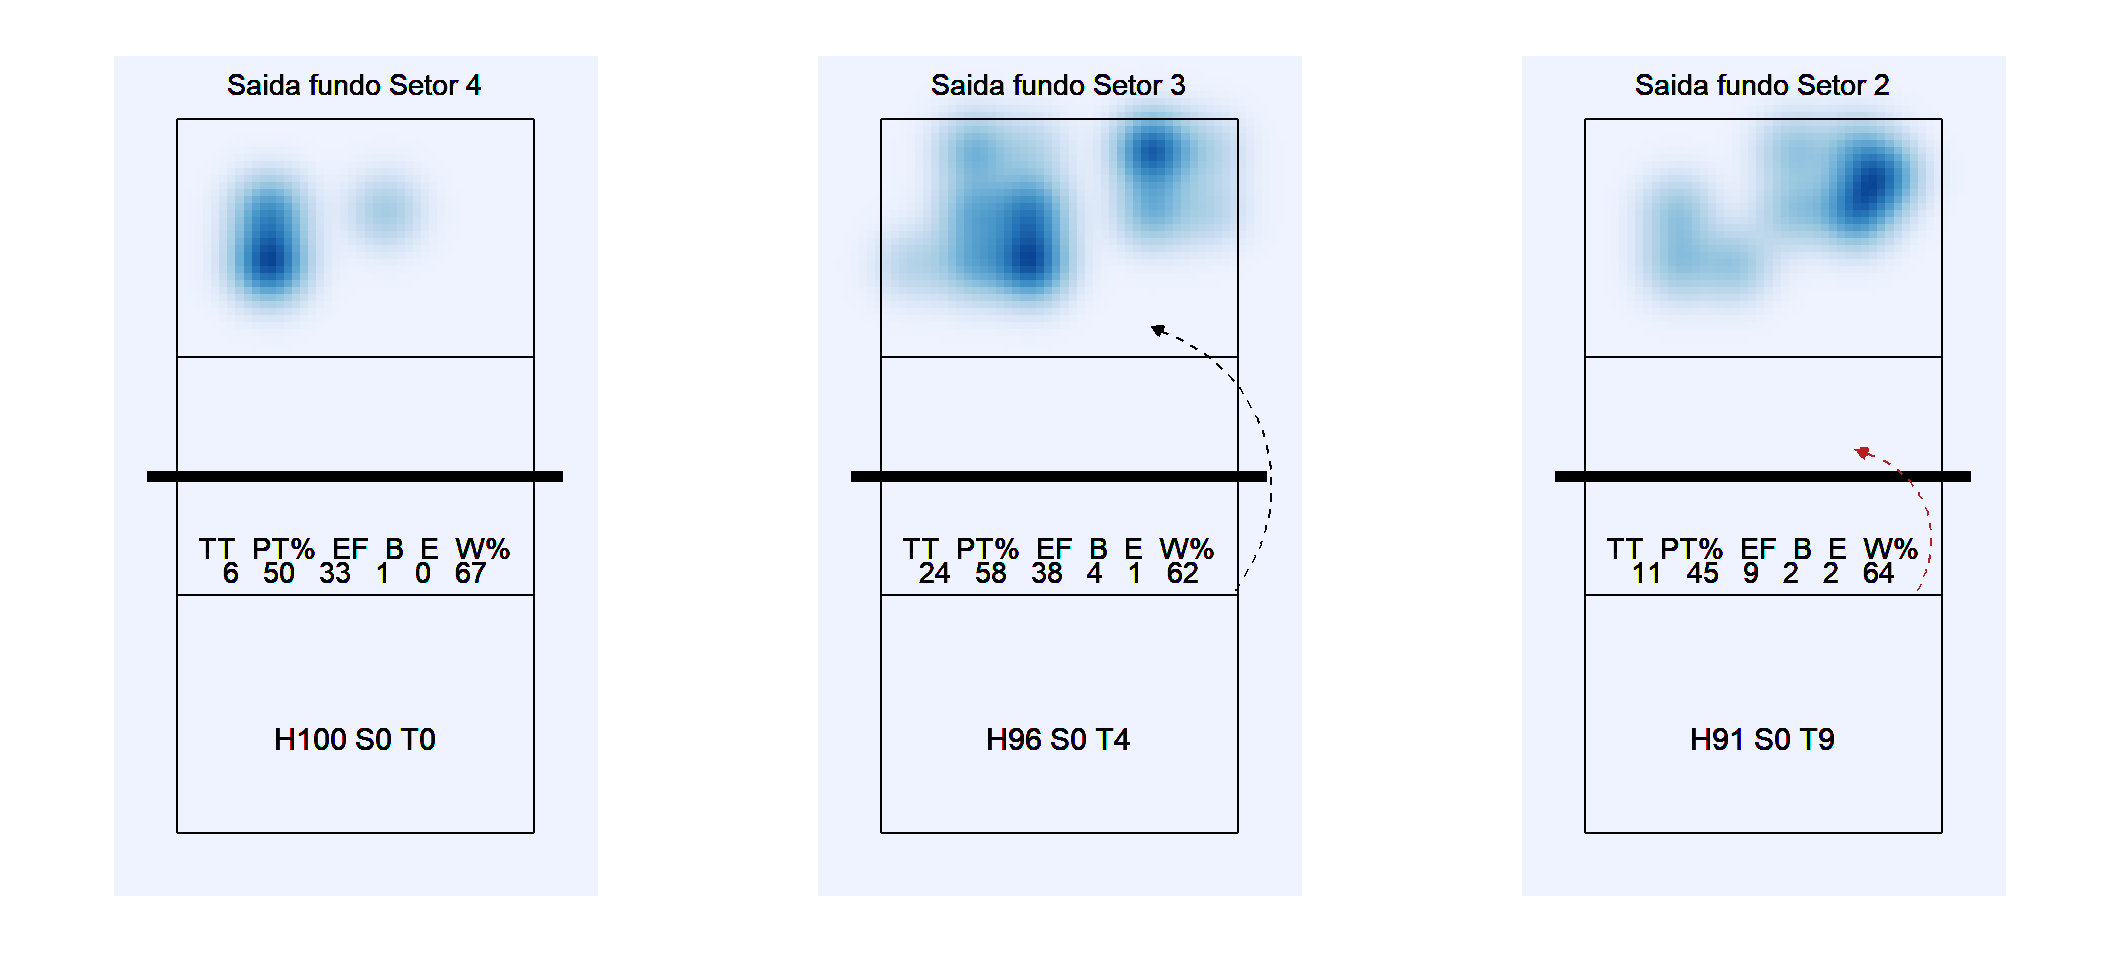 Saida fundo Setor 4
TT PT% EF B E W%
6 50 33 1 0 67
H100 S0 T0
Saida fundo Setor 3
TT PT% EF B E W%
24 58 38 4 1 62
H96 S0 T4
Saida fundo Setor 2
TT PT% EF B E W%
11 45 9 2 2 64
H91 S0 T9